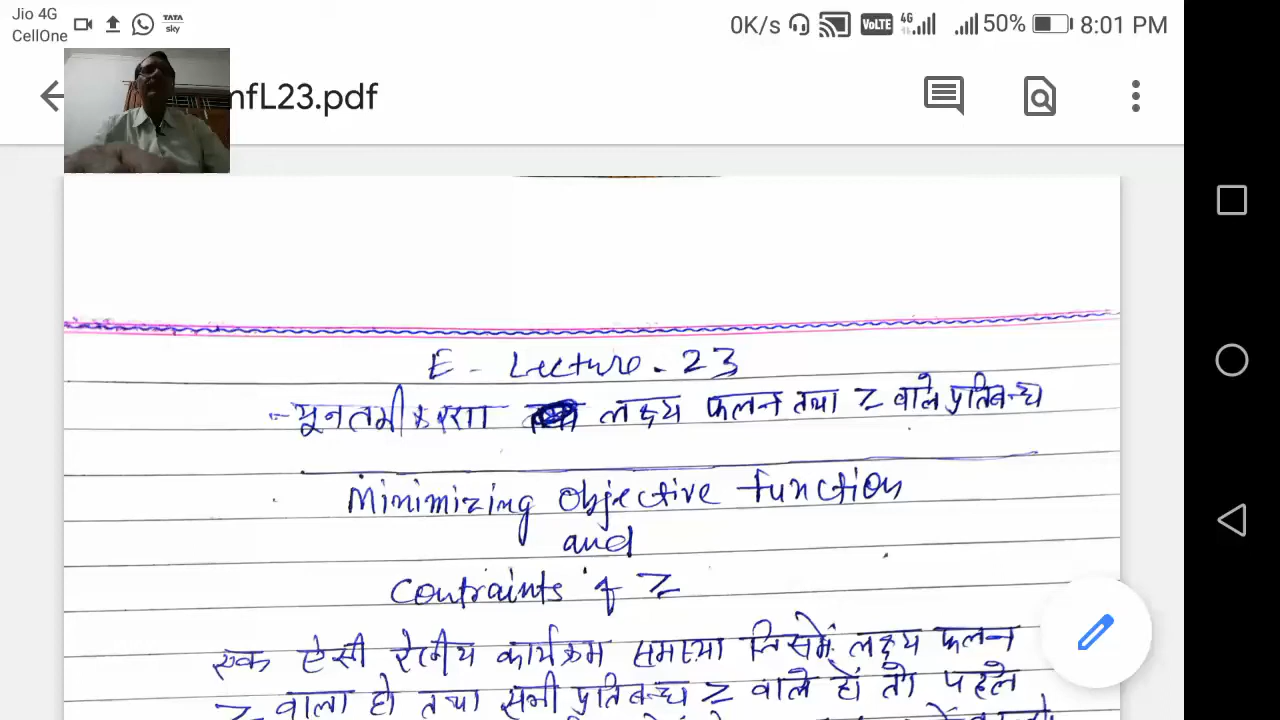 Jio 4G
CellOne
TATA
sky
0K/s VoLTE 4G 50% 8:01 PM
mfL23.pdf
E - Lecture - 23
न्यूनतमीकरण लक्ष्य फलन तथा ≥ वाले प्रतिबन्ध
Minimizing Objective function
and
Contraints of ≥
एक ऐसी रेखीय कार्यक्रम समस्या जिसमें लक्ष्य फलन
≥ वाला हो तथा सभी प्रतिबन्ध ≥ वाले हों तो पहले